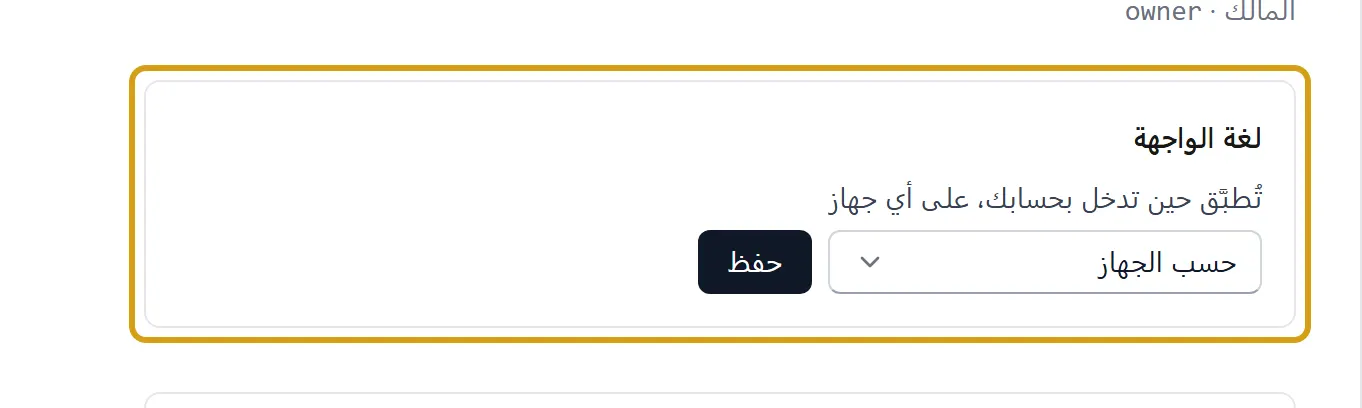 المالك · owner
لغة الواجهة
تُطبَّق حين تدخل بحسابك، على أي جهاز
حسب الجهاز
حفظ